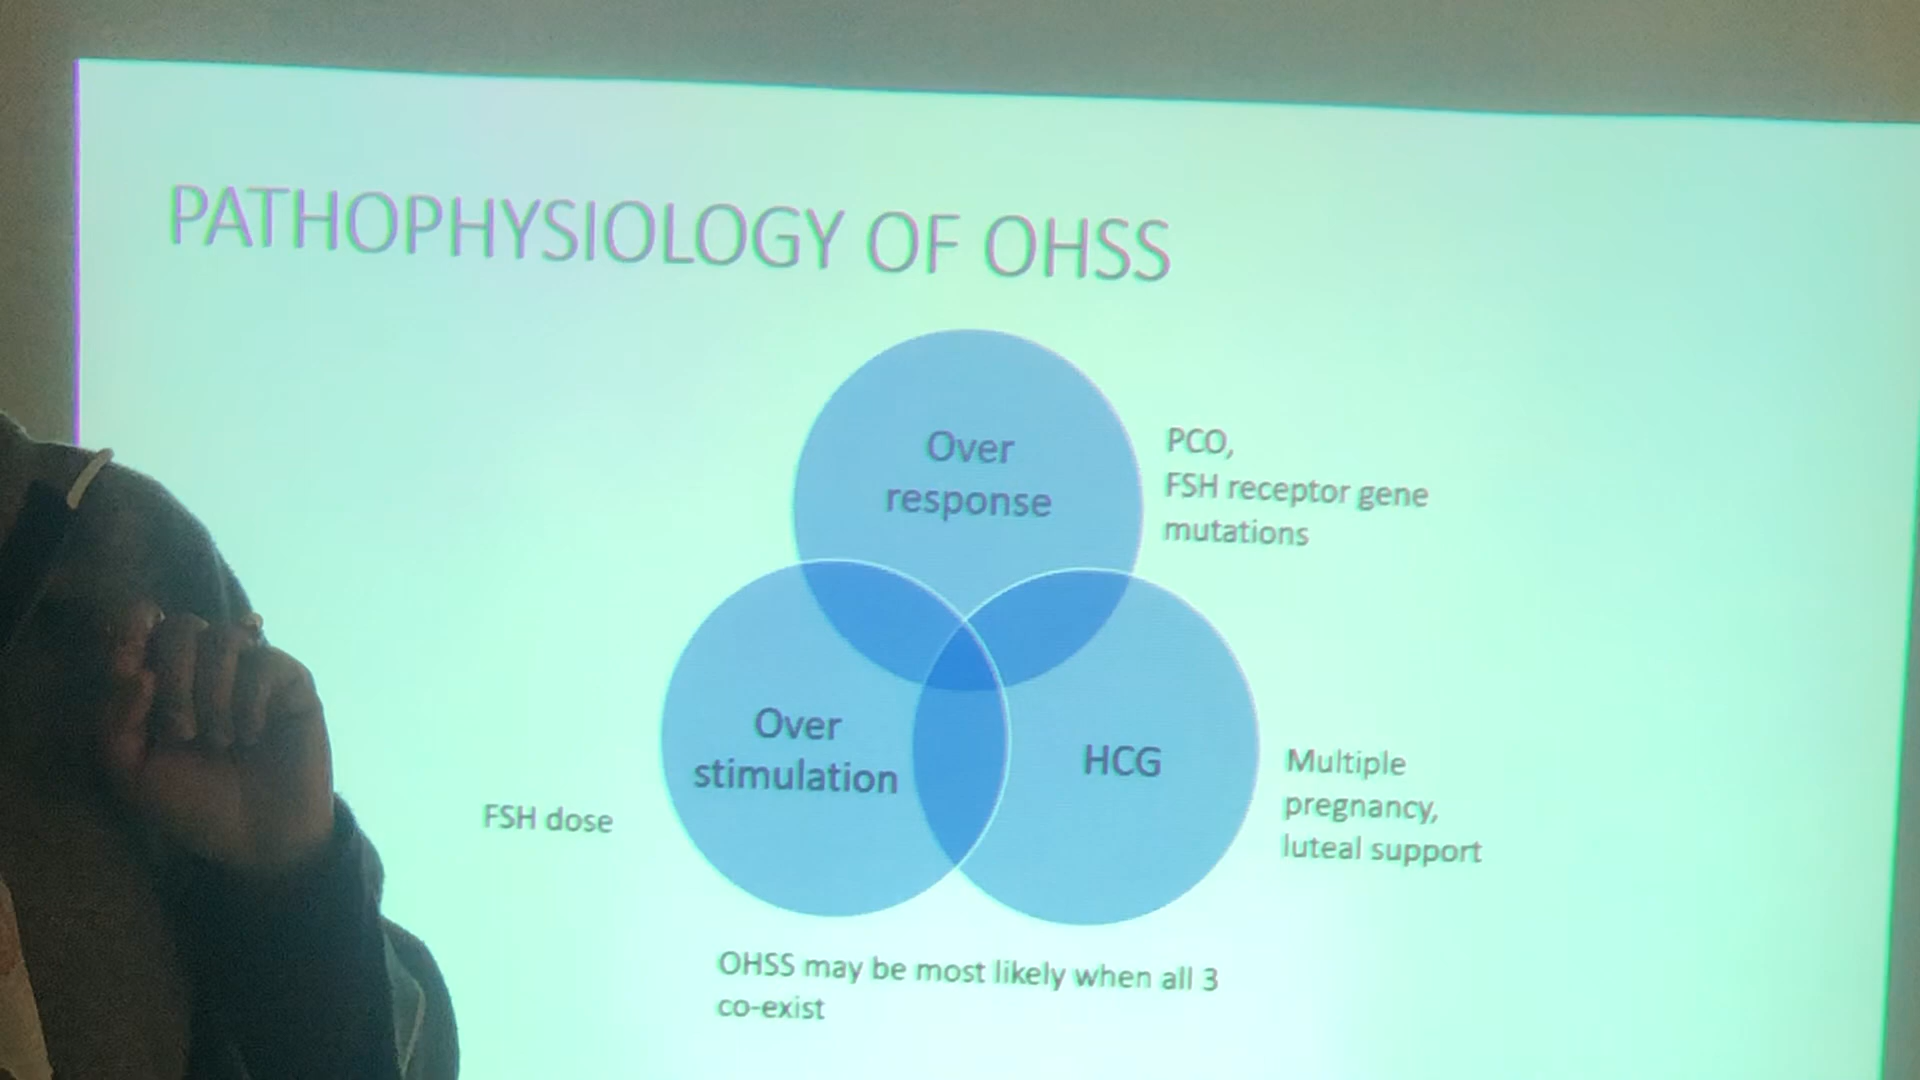 PATHOPHYSIOLOGY OF OHSS
Over
response
PCO,
FSH receptor gene
mutations
Over
stimulation
FSH dose
HCG
Multiple
pregnancy,
luteal support
OHSS may be most likely when all 3
co-exist